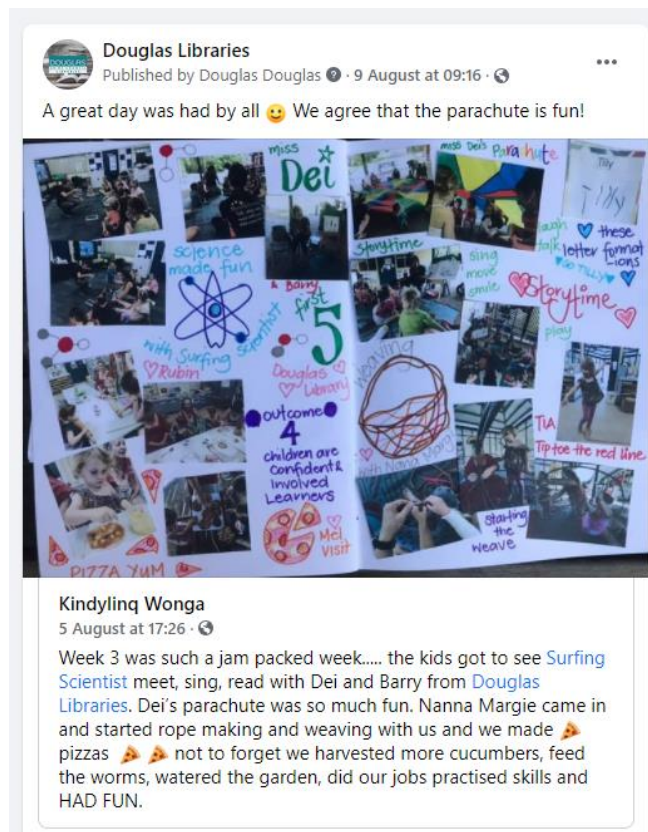 Douglas Libraries
Published by Douglas Douglas · 9 August at 09:16 ·
A great day was had by all 😀 We agree that the parachute is fun!
miss
Dei
& Barry
science
made fun
with Surfing scientist
Rubin
first
5
Douglas
Library
outcome
4
children are
confident &
Involved
Learners
Mel
visit
PIZZA YUM
miss Dei's Parachute
Tilly
storytime
sing
move
smile
laugh
talk
these
letter format
-ions
GO TILLY
Storytime
play
weaving
with Nana Marg
TIA
Tip toe the red line
starting
the
weave
Kindylinq Wonga
5 August at 17:26 ·
Week 3 was such a jam packed week..... the kids got to see Surfing
Scientist meet, sing, read with Dei and Barry from Douglas
Libraries. Dei's parachute was so much fun. Nanna Margie came in
and started rope making and weaving with us and we made 🍕
pizzas 🍕 🍕 not to forget we harvested more cucumbers, feed
the worms, watered the garden, did our jobs practised skills and
HAD FUN.